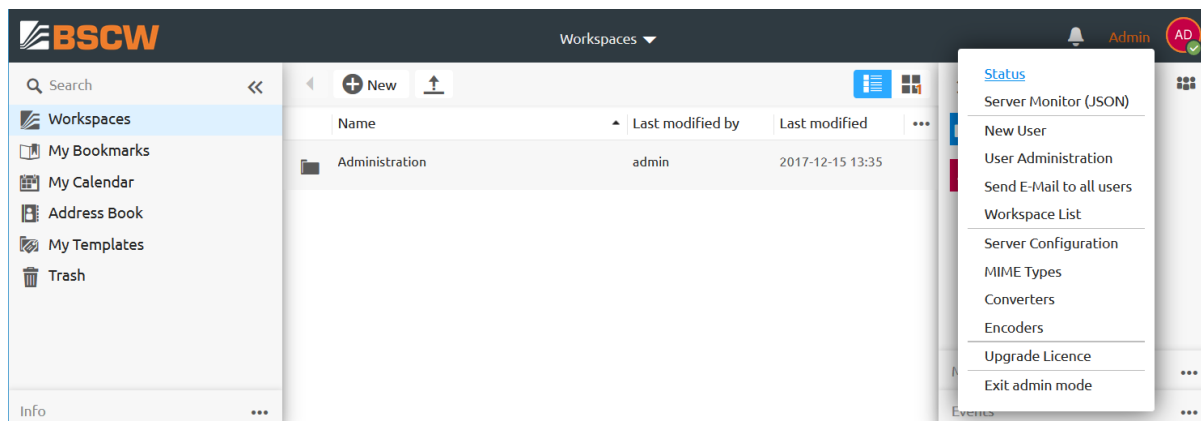 BSCW
Workspaces
Admin
AD
Search
Workspaces
My Bookmarks
My Calendar
Address Book
My Templates
Trash
Info
New
Name
Last modified by
Last modified
Administration
admin
2017-12-15 13:35
Status
Server Monitor (JSON)
New User
User Administration
Send E-Mail to all users
Workspace List
Server Configuration
MIME Types
Converters
Encoders
Upgrade Licence
Exit admin mode
Events